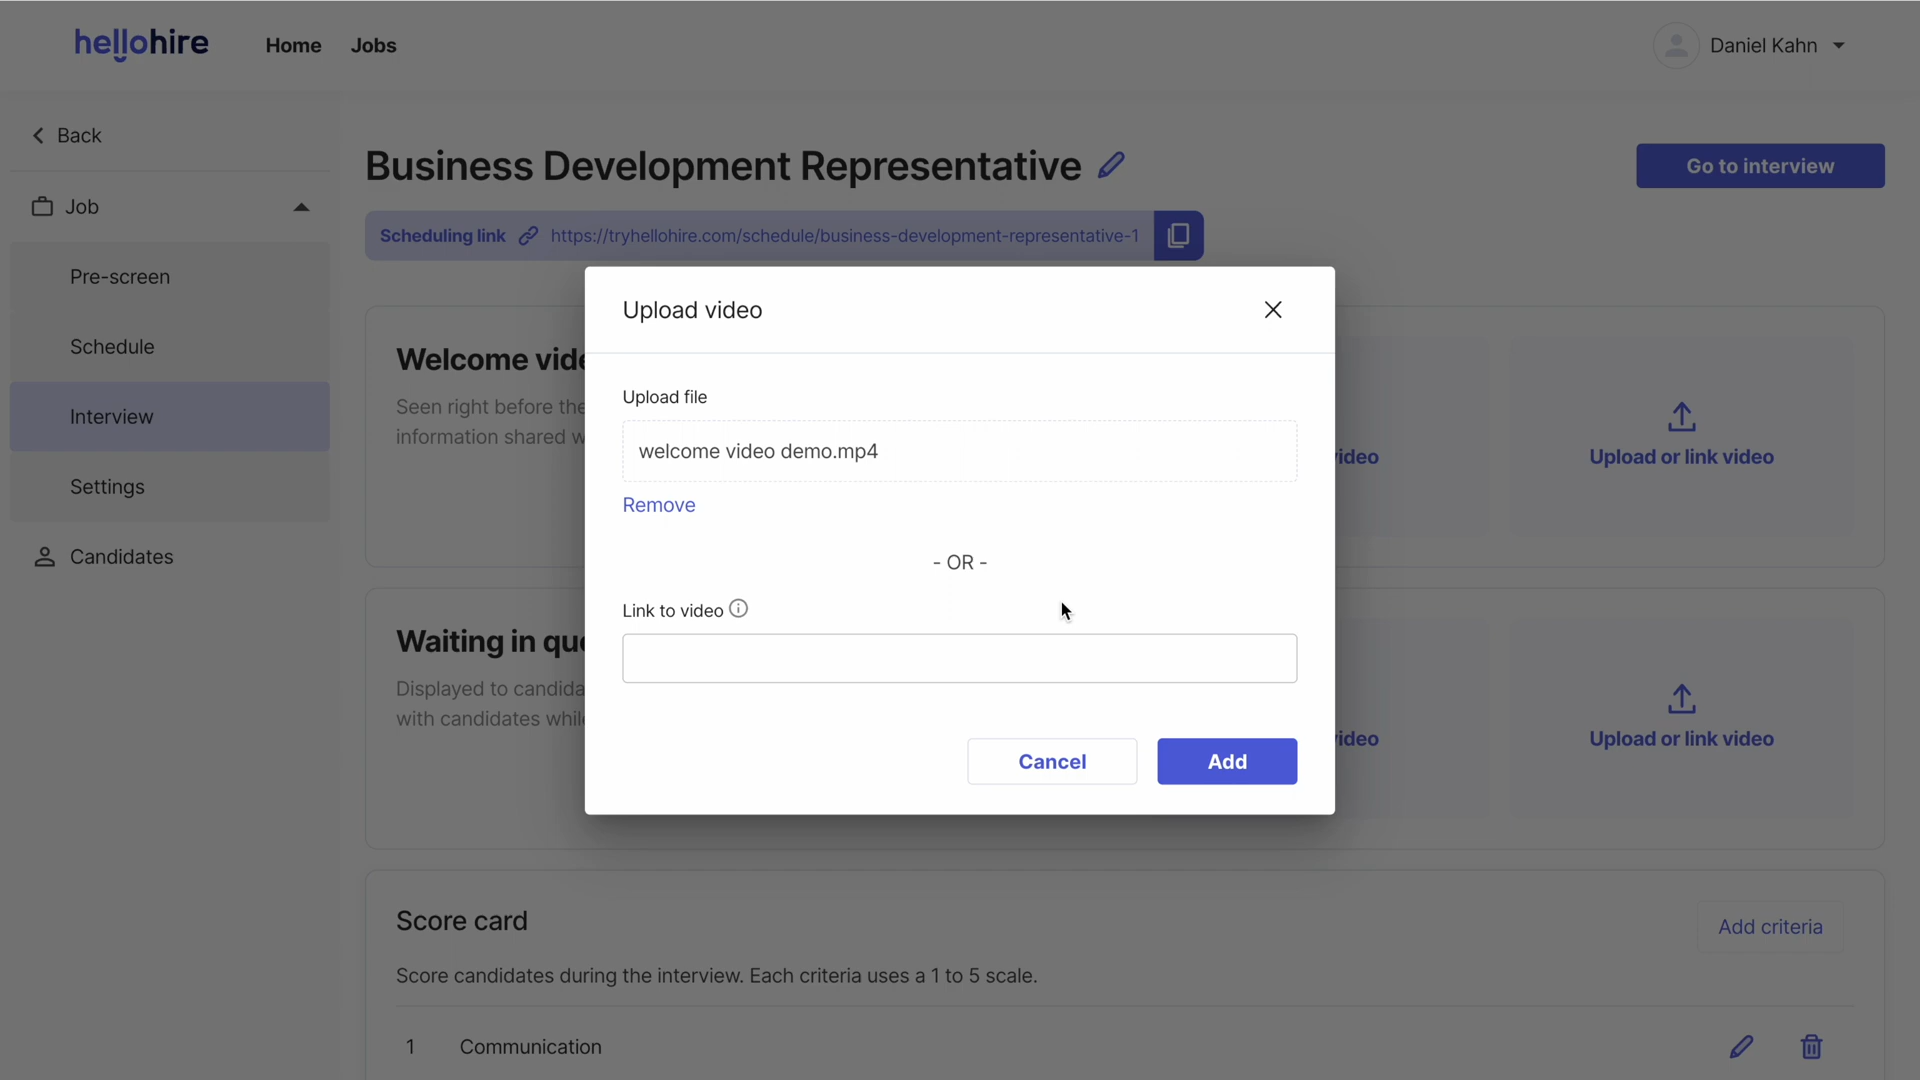 hellohire
Home
Jobs
Daniel Kahn
Back
Job
Pre-screen
Schedule
Interview
Settings
Candidates
Business Development Representative
Go to interview
Scheduling link
https://tryhellohire.com/schedule/business-development-representative-1
Welcome vide
Seen right before the
information shared w
ideo
Upload or link video
Upload video
Upload file
welcome video demo.mp4
Remove
- OR -
Link to video
Cancel
Add
Waiting in que
Displayed to candida
with candidates while
ideo
Upload or link video
Score card
Add criteria
Score candidates during the interview. Each criteria uses a 1 to 5 scale.
1 Communication